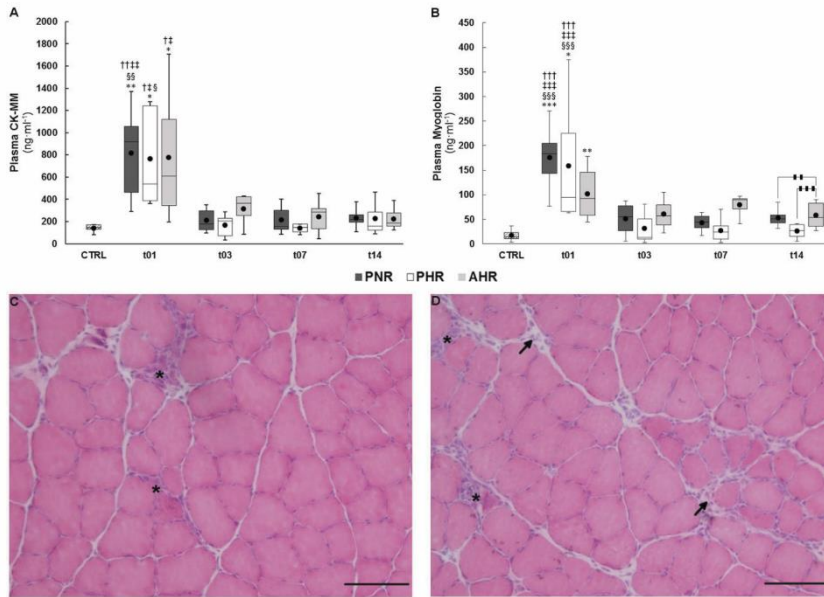 A
Plasma CK-MM
(ng·ml⁻¹)
2000
1800
1600
1400
1200
1000
800
600
400
200
0
††‡‡
§§
**
†‡§
*
†‡
*
CTRL
t01
t03
t07
t14
B
Plasma Myoglobin
(ng·ml⁻¹)
450
400
350
300
250
200
150
100
50
0
†††
‡‡‡
§§§
***
†††
‡‡‡
§§§
*
**
CTRL
t01
t03
t07
t14
PNR PHR AHR
C
*
*
D
*
*